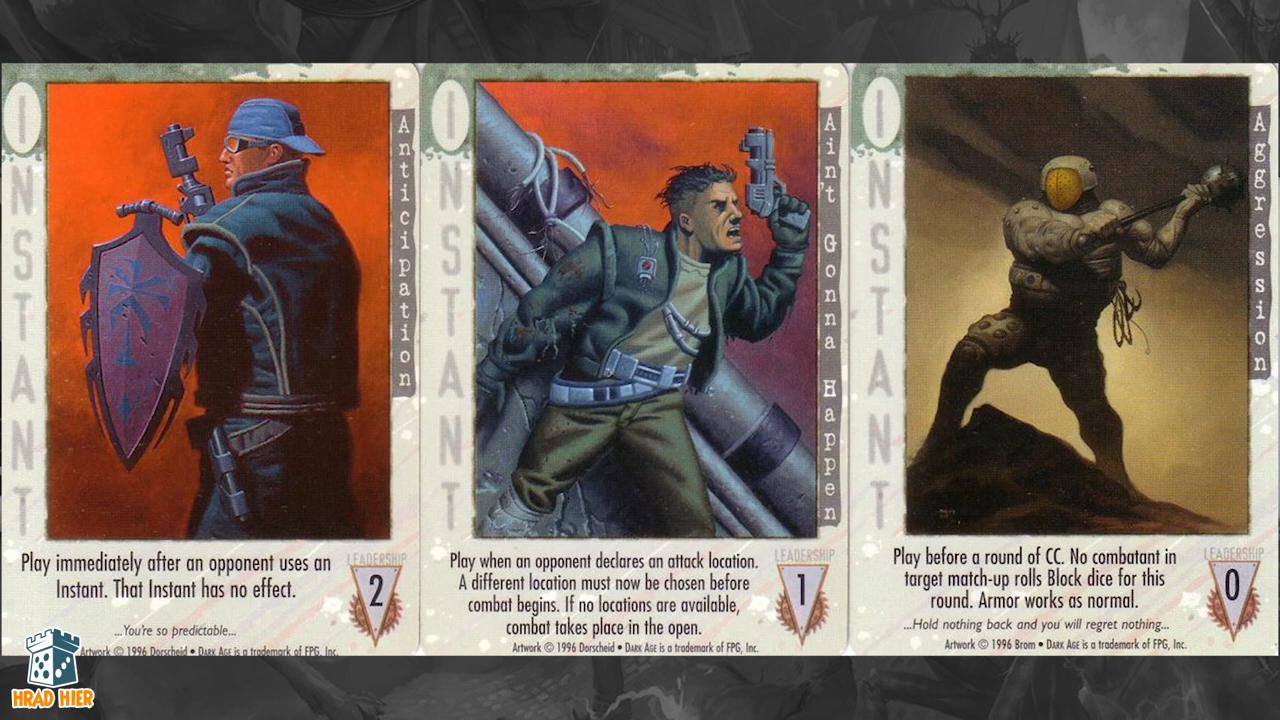 INSTANT
Anticipation
Play immediately after an opponent uses an
Instant. That Instant has no effect.
LEADERSHIP
2
...You're so predictable...
Artwork © 1996 Dorscheid • DARK AGE is a trademark of FPG, Inc.
INSTANT
Ain't Gonna Happen
Play when an opponent declares an attack location.
A different location must now be chosen before
combat begins. If no locations are available,
combat takes place in the open.
LEADERSHIP
1
Artwork © 1996 Dorscheid • DARK AGE is a trademark of FPG, Inc.
INSTANT
Aggression
Play before a round of CC. No combatant in
target match-up rolls Block dice for this
round. Armor works as normal.
LEADERSHIP
0
...Hold nothing back and you will regret nothing...
Artwork © 1996 Brom • DARK AGE is a trademark of FPG, Inc.
HRAD HIER